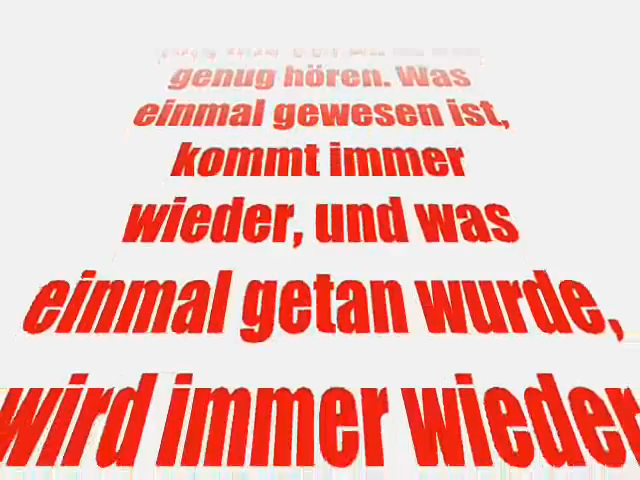 genug hören. Was
einmal gewesen ist,
kommt immer
wieder, und was
einmal getan wurde,
wird immer wieder